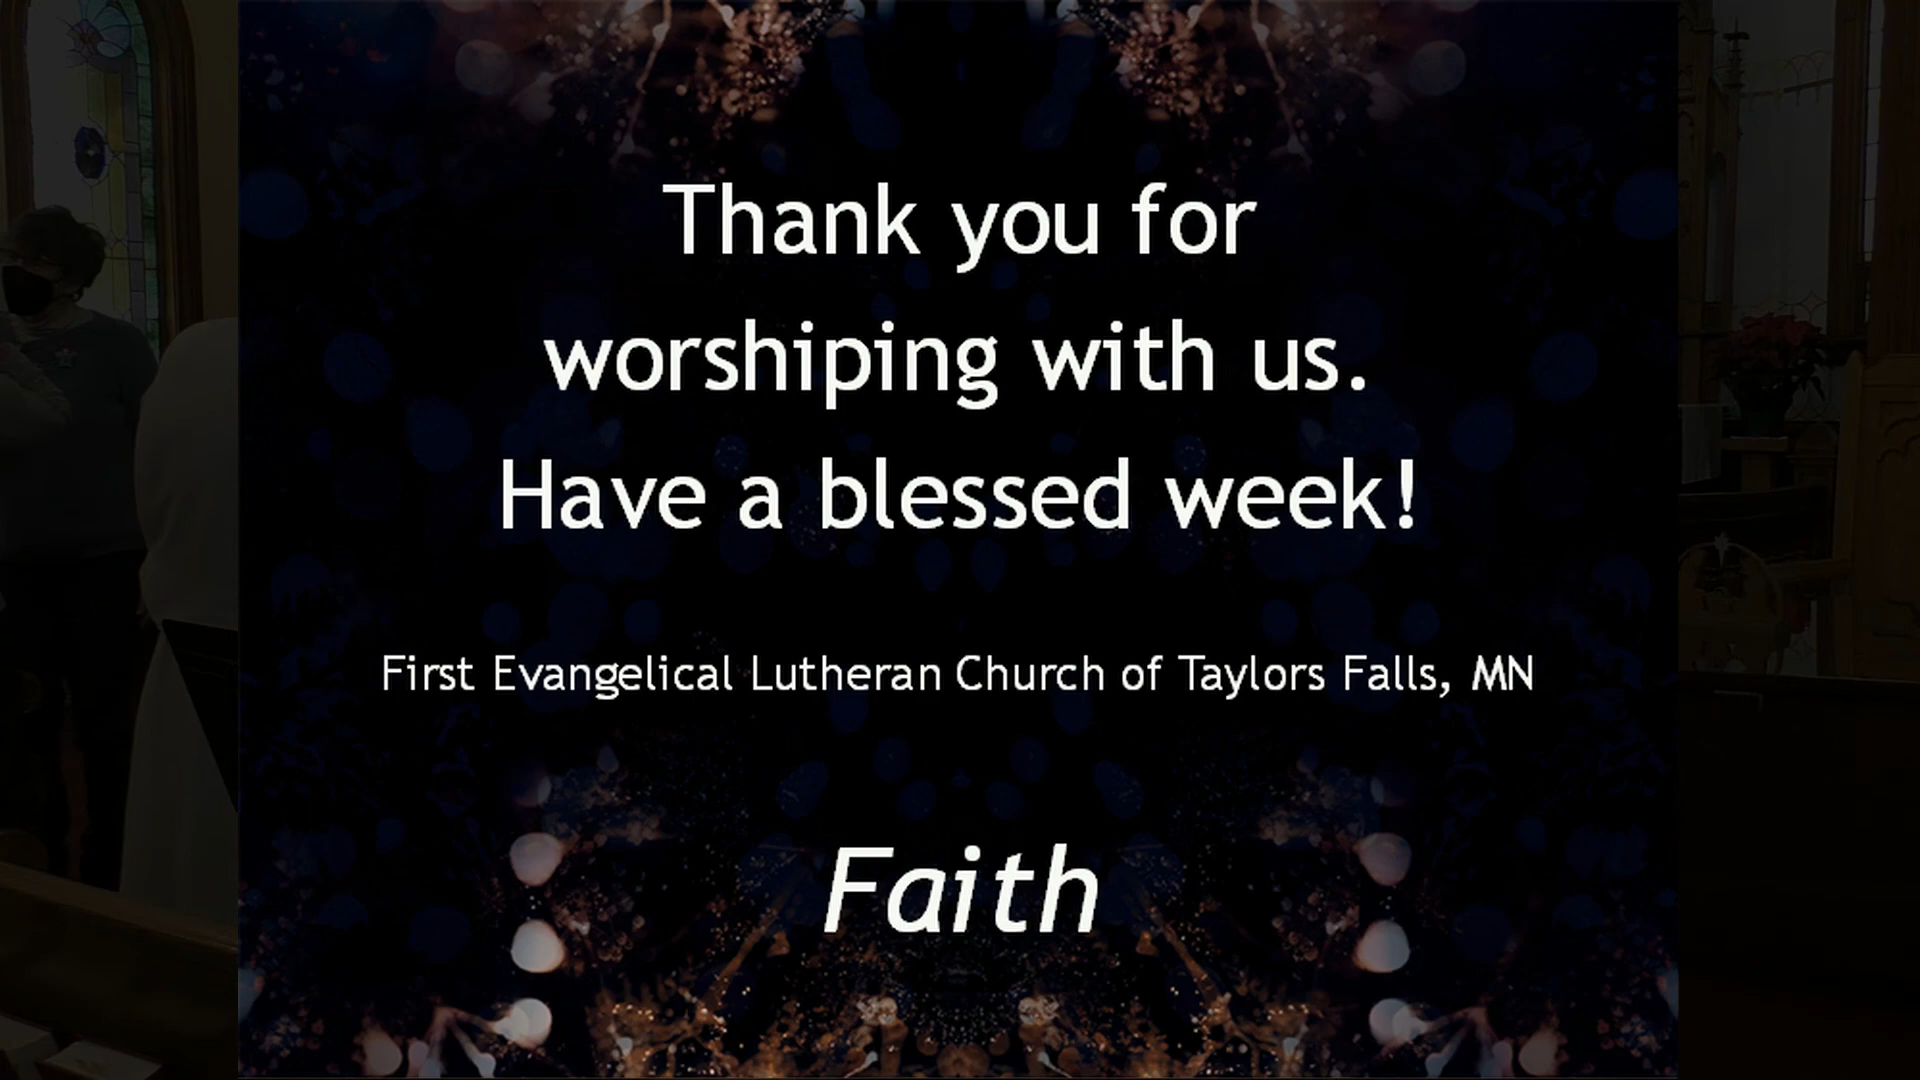 Thank you for
worshiping with us.
Have a blessed week!
First Evangelical Lutheran Church of Taylors Falls, MN
Faith